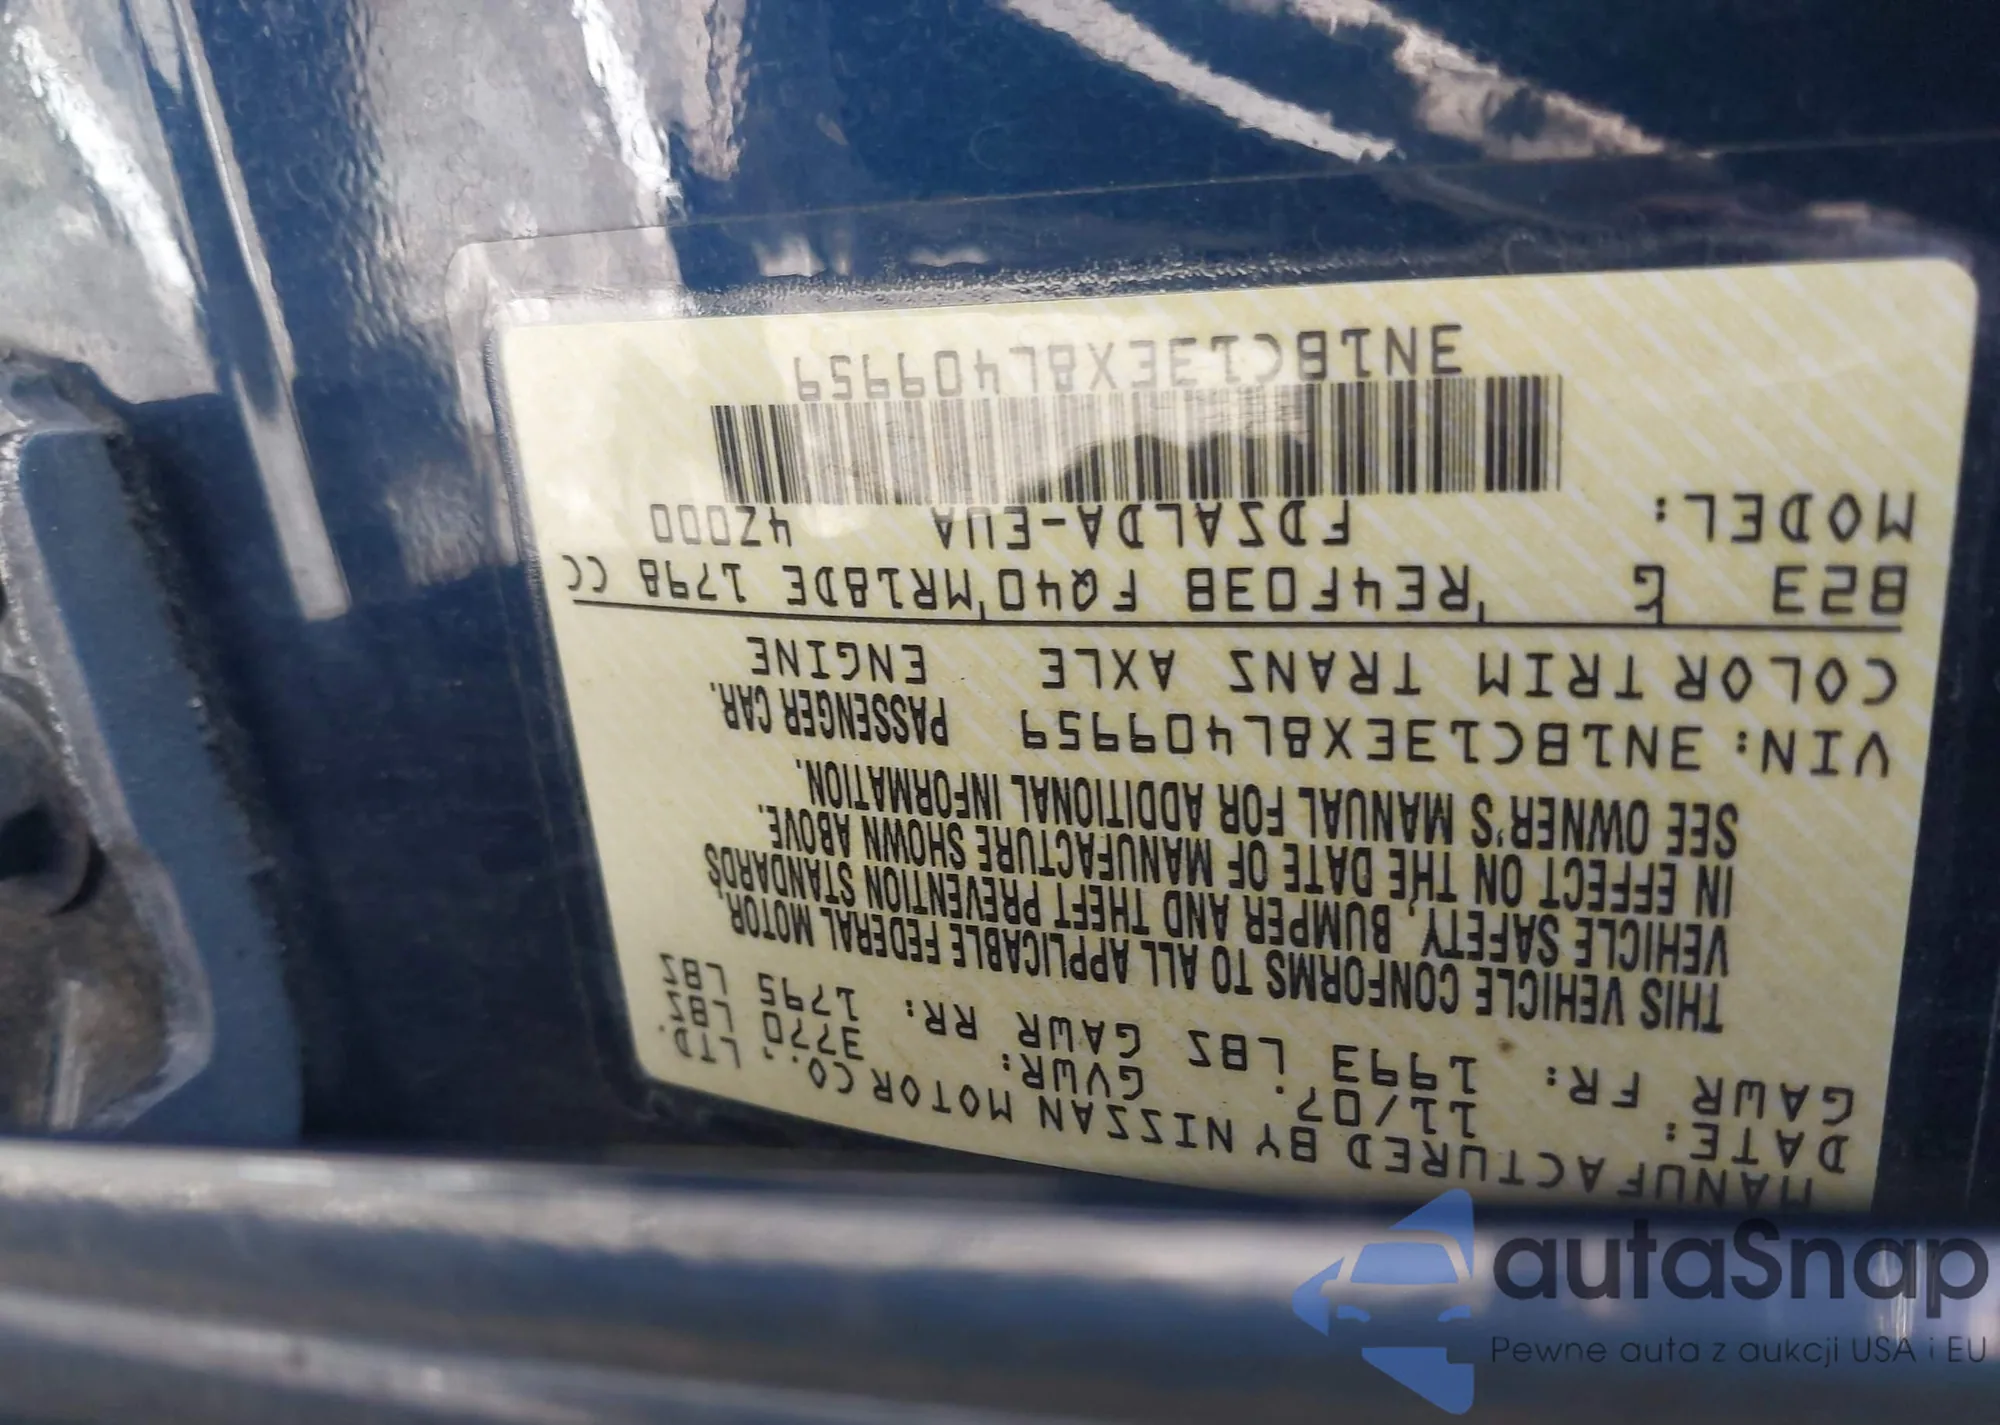 MANUFACTURED BY NISSAN MOTOR CO., LTD.
DATE: 11/07 GVWR: 3770 LBS
GAWR FR: 1993 LBS GAWR RR: 1795 LBS
THIS VEHICLE CONFORMS TO ALL APPLICABLE FEDERAL MOTOR
VEHICLE SAFETY, BUMPER, AND THEFT PREVENTION STANDARDS
IN EFFECT ON THE DATE OF MANUFACTURE SHOWN ABOVE.
SEE OWNER'S MANUAL FOR ADDITIONAL INFORMATION.
VIN: 3N1BC13EX8L409959 PASSENGER CAR.
COLOR TRIM TRANS AXLE ENGINE
B23 G RE4F03B FQ40 MR18DE 1798 CC
MODEL: FDSALDA-EUA 4Z000
3N1BC13EX8L409959
autaSnap
Pewne auta z aukcji USA i EU